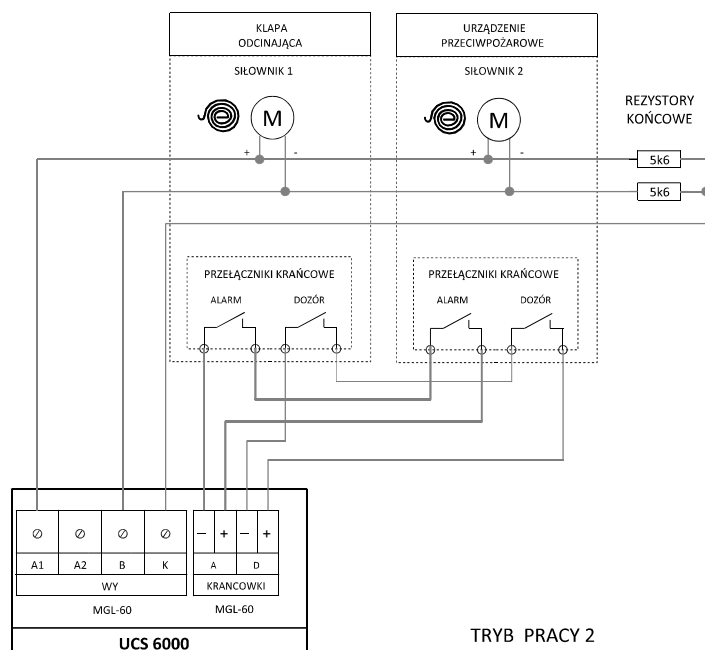 KLAPA
ODCINAJĄCA
URZĄDZENIE
PRZECIWPOŻAROWE
SIŁOWNIK 1
SIŁOWNIK 2
M
M
REZYSTORY
KOŃCOWE
+ -
+ -
5k6
5k6
PRZEŁĄCZNIKI KRAŃCOWE
ALARM DOZÓR
PRZEŁĄCZNIKI KRAŃCOWE
ALARM DOZÓR
− + − +
A1 A2 B K
A D
WY
KRANCOWKI
MGL-60
MGL-60
UCS 6000
TRYB PRACY 2